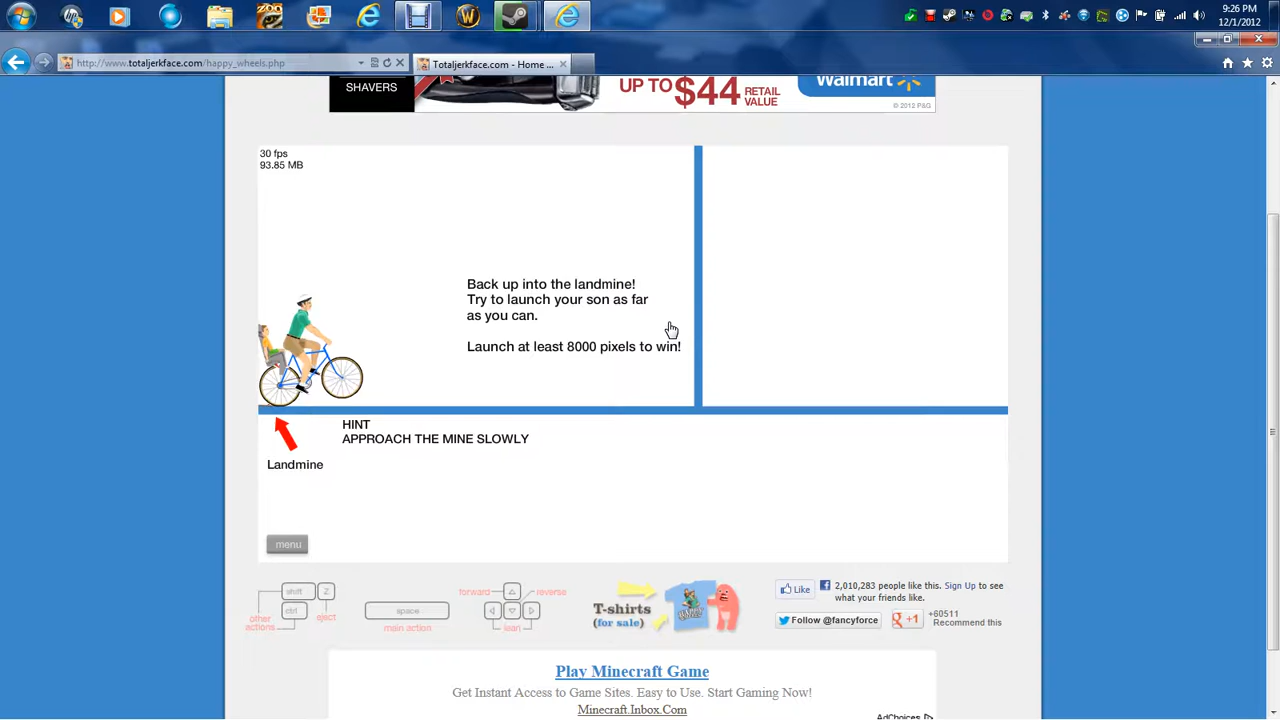 9:26 PM
12/1/2012
http://www.totaljerkface.com/happy_wheels.php
Totaljerkface.com - Home ...
SHAVERS
UP TO $44 RETAIL VALUE
Walmart
© 2012 P&G
30 fps
93.85 MB
Back up into the landmine!
Try to launch your son as far
as you can.
Launch at least 8000 pixels to win!
HINT
APPROACH THE MINE SLOWLY
Landmine
menu
shift
Z
ctrl
eject
other
actions
space
main action
forward
reverse
lean
T-shirts
(for sale)
Like
2,010,283 people like this. Sign Up to see
what your friends like.
Follow @fancyforce
+1
+60511
Recommend this
Play Minecraft Game
Get Instant Access to Game Sites. Easy to Use. Start Gaming Now!
Minecraft.Inbox.Com
AdChoices